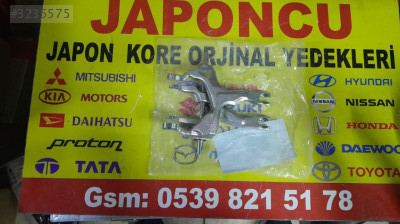 #3235575
JAPONCU
JAPON KORE ORJİNAL YEDEKLERİ
MITSUBISHI
HYUNDAI
KIA MOTORS
NISSAN
DAIHATSU
HONDA
proton
DAEWOO
TATA
TOYOTA
Gsm: 0539 821 51 78